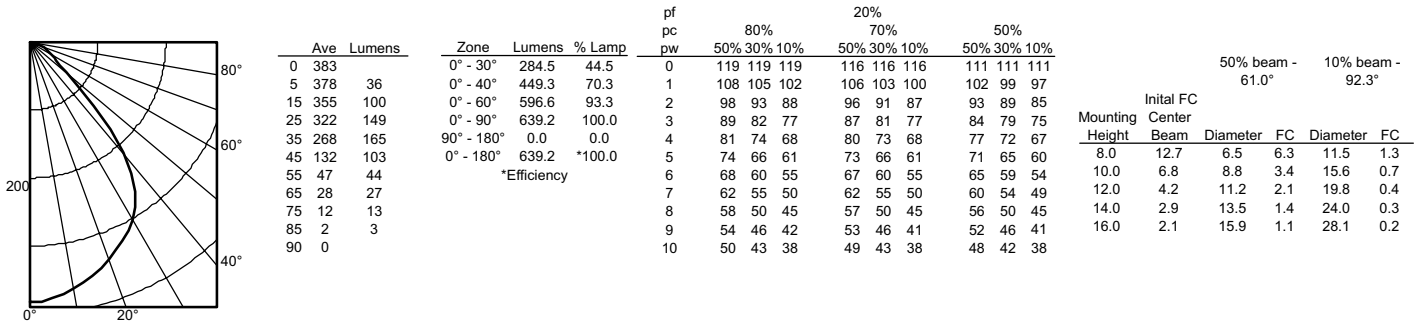 80°
60°
40°
200
0° 20°
Ave Lumens
0 383
5 378 36
15 355 100
25 322 149
35 268 165
45 132 103
55 47 44
65 28 27
75 12 13
85 2 3
90 0
Zone Lumens % Lamp
0° - 30° 284.5 44.5
0° - 40° 449.3 70.3
0° - 60° 596.6 93.3
0° - 90° 639.2 100.0
90° - 180° 0.0 0.0
0° - 180° 639.2 *100.0
*Efficiency
pf 20%
pc 80% 70% 50%
pw 50% 30% 10% 50% 30% 10% 50% 30% 10%
0 119 119 119 116 116 116 111 111 111
1 108 105 102 106 103 100 102 99 97
2 98 93 88 96 91 87 93 89 85
3 89 82 77 87 81 77 84 79 75
4 81 74 68 80 73 68 77 72 67
5 74 66 61 73 66 61 71 65 60
6 68 60 55 67 60 55 65 59 54
7 62 55 50 62 55 50 60 54 49
8 58 50 45 57 50 45 56 50 45
9 54 46 42 53 46 41 52 46 41
10 50 43 38 49 43 38 48 42 38
50% beam - 10% beam -
61.0° 92.3°
Inital FC
Mounting Center
Height Beam Diameter FC Diameter FC
8.0 12.7 6.5 6.3 11.5 1.3
10.0 6.8 8.8 3.4 15.6 0.7
12.0 4.2 11.2 2.1 19.8 0.4
14.0 2.9 13.5 1.4 24.0 0.3
16.0 2.1 15.9 1.1 28.1 0.2